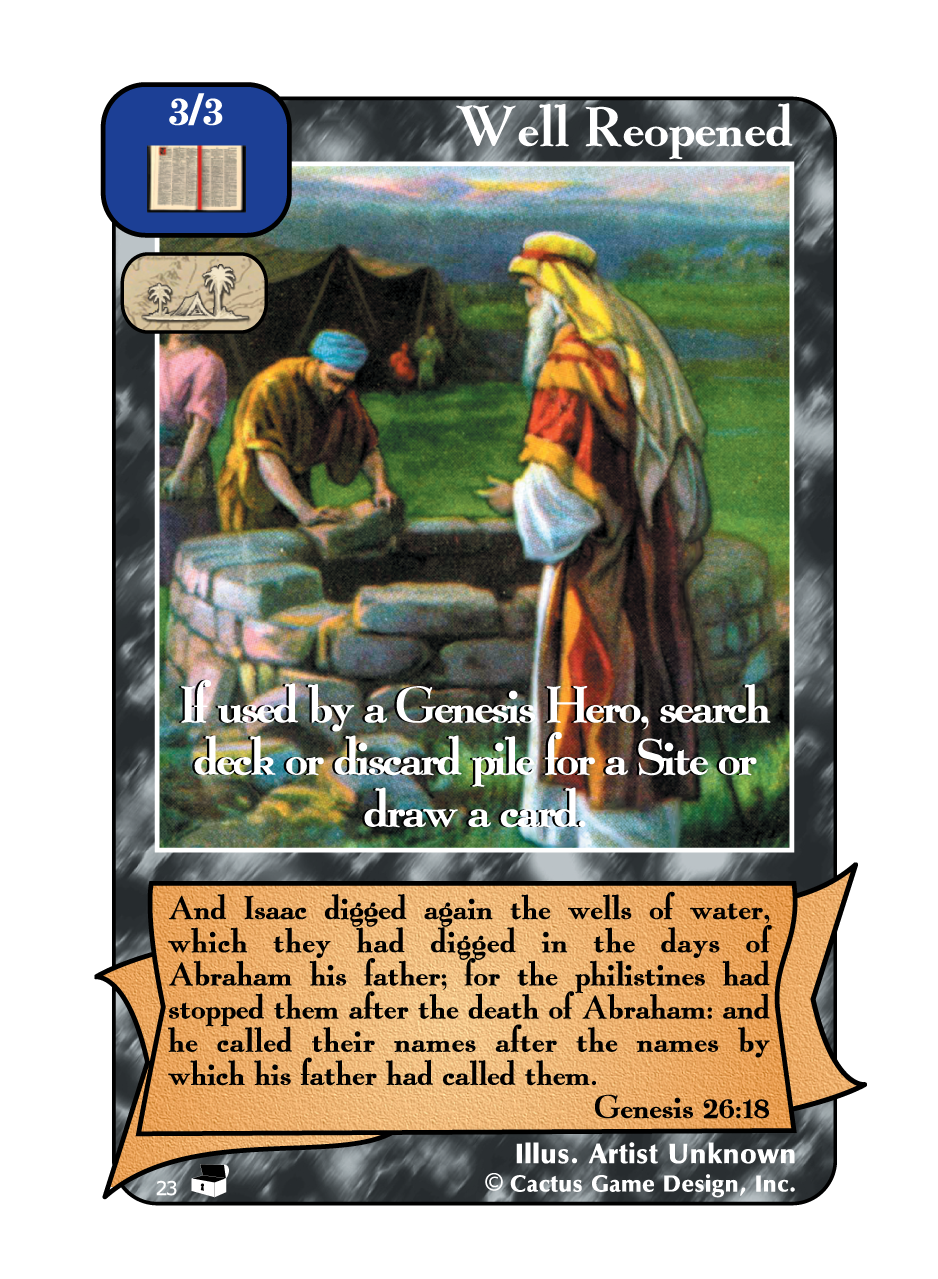 3/3
Well Reopened
If used by a Genesis Hero, search
deck or discard pile for a Site or
draw a card.
And Isaac digged again the wells of water,
which they had digged in the days of
Abraham his father; for the philistines had
stopped them after the death of Abraham: and
he called their names after the names by
which his father had called them.
Genesis 26:18
Illus. Artist Unknown
23
© Cactus Game Design, Inc.